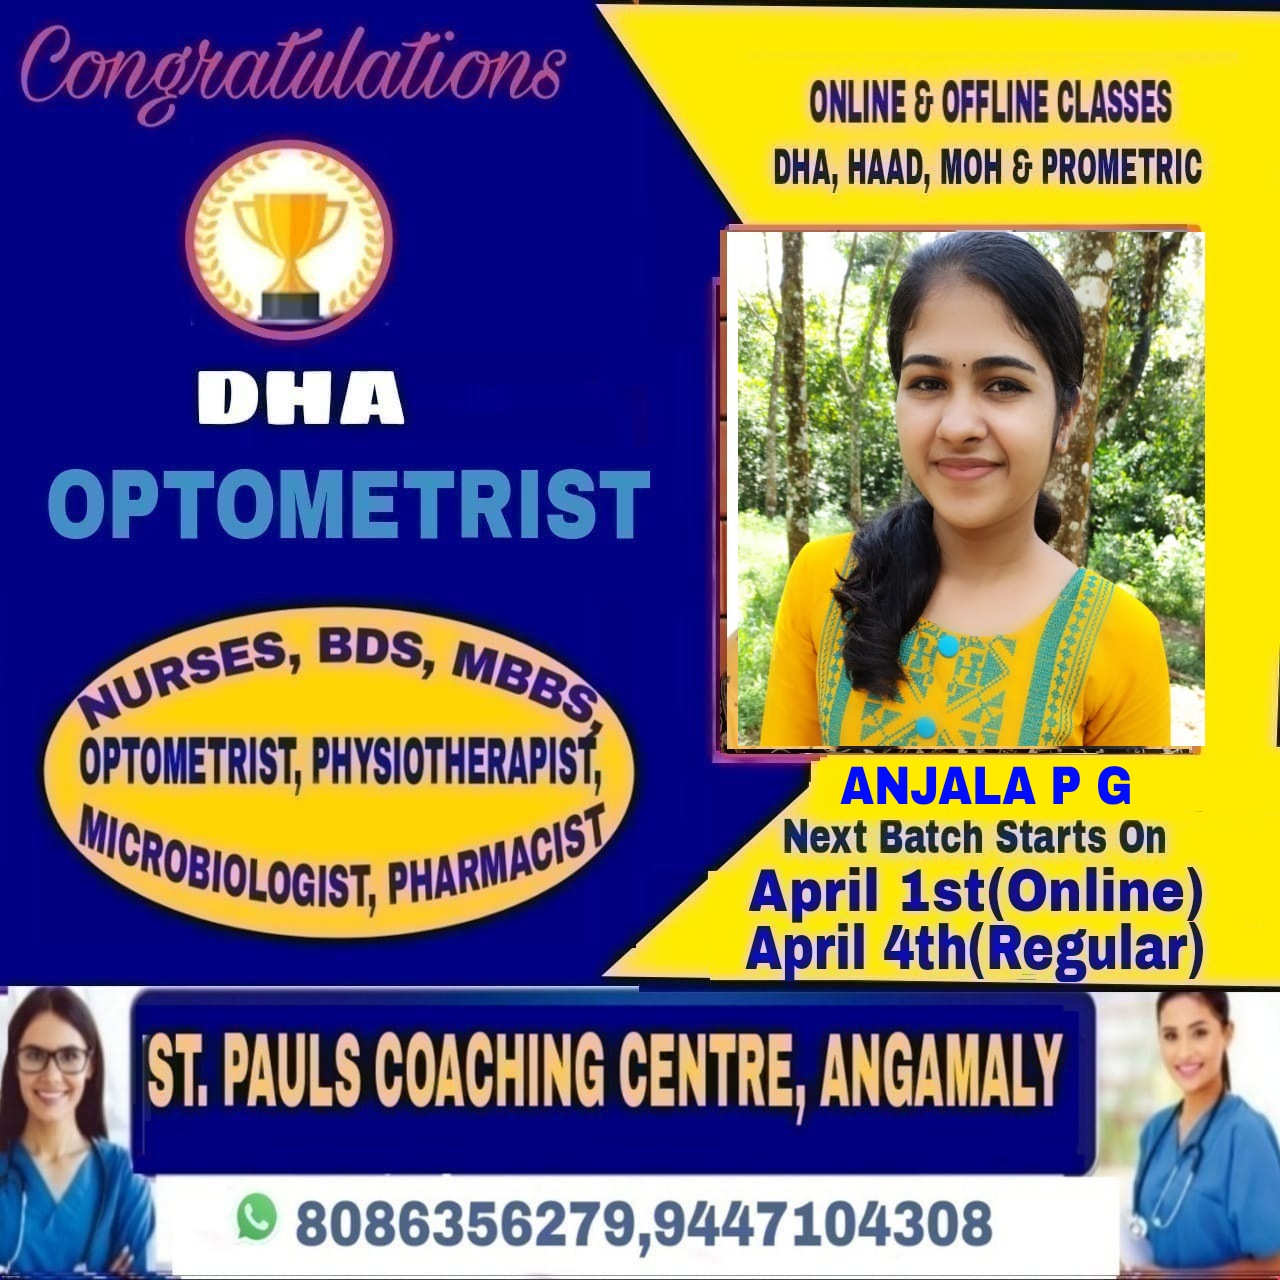 Congratulations
DHA
OPTOMETRIST
NURSES, BDS, MBBS,
OPTOMETRIST, PHYSIOTHERAPIST,
MICROBIOLOGIST, PHARMACIST
ONLINE & OFFLINE CLASSES
DHA, HAAD, MOH & PROMETRIC
ANJALA P G
Next Batch Starts On
April 1st(Online)
April 4th(Regular)
ST. PAULS COACHING CENTRE, ANGAMALY
8086356279,9447104308